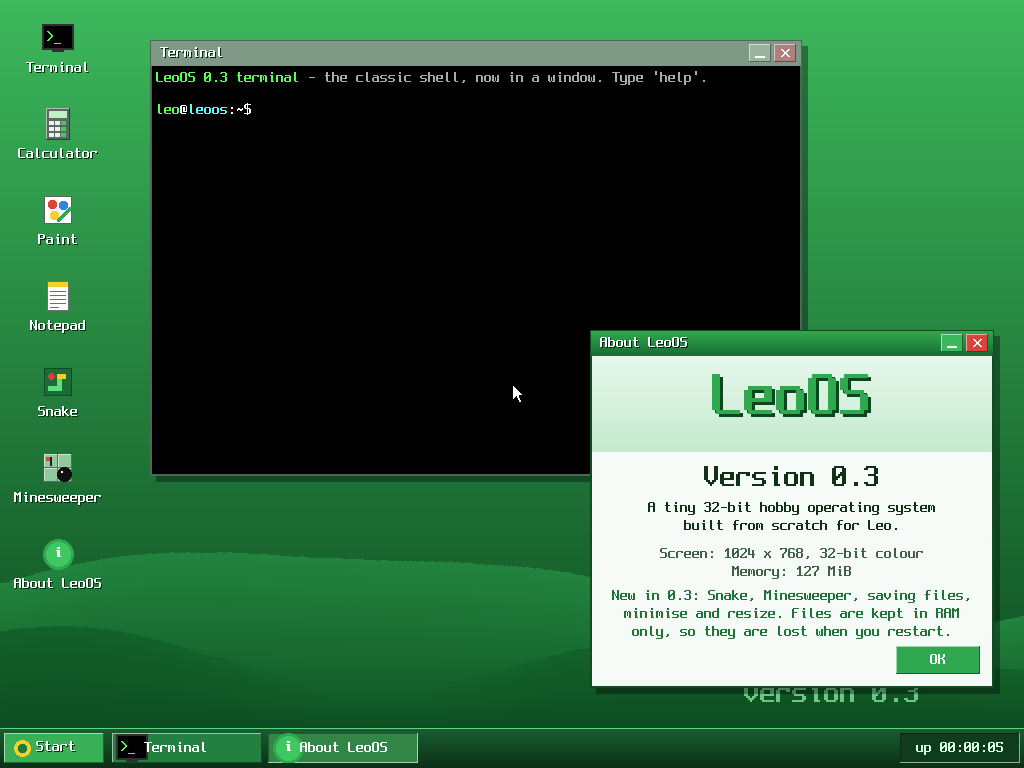 Terminal
Calculator
Paint
Notepad
Snake
Minesweeper
About LeoOS
Terminal
LeoOS 0.3 terminal - the classic shell, now in a window. Type 'help'.
leo@leoos:~$
About LeoOS
LeoOS
Version 0.3
A tiny 32-bit hobby operating system
built from scratch for Leo.
Screen: 1024 x 768, 32-bit colour
Memory: 127 MiB
New in 0.3: Snake, Minesweeper, saving files,
minimise and resize. Files are kept in RAM
only, so they are lost when you restart.
OK
Version 0.3
Start
Terminal
About LeoOS
up 00:00:05